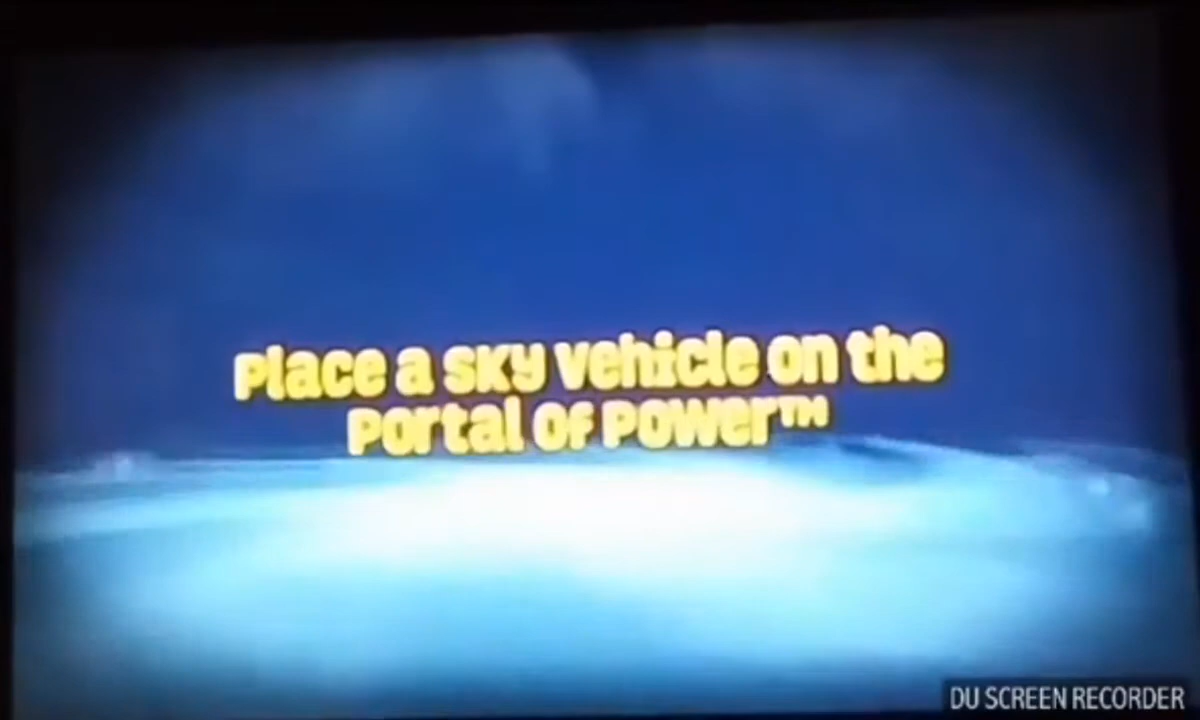 Place a sky vehicle on the
Portal of Power™
DU SCREEN RECORDER